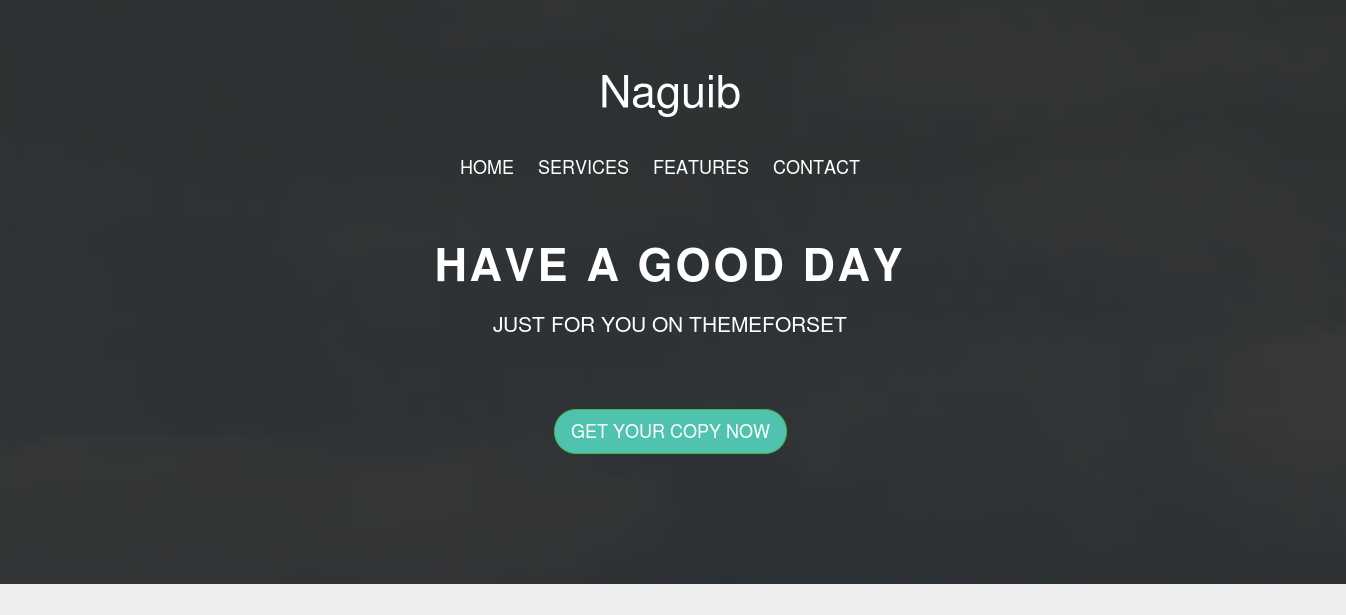 Naguib
HOME SERVICES FEATURES CONTACT
HAVE A GOOD DAY
JUST FOR YOU ON THEMEFORSET
GET YOUR COPY NOW